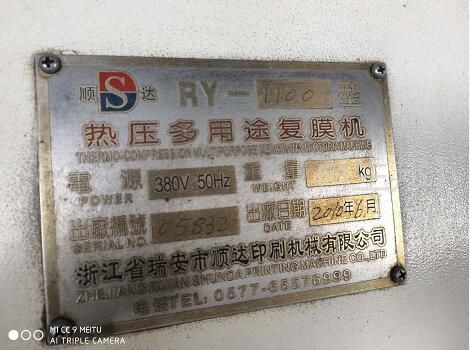 顺 S 达 RY-1100 型
热压多用途复膜机
THERMO-COMPRESSION MULTIPURPOSE MACHINE
電源 380V 50Hz 重量 kg
POWER WEIGHT
出廠編號 05832 出廠日期 2010年6月
SERIAL NO. DATE
浙江省瑞安市顺达印刷机械有限公司
ZHEJIANG RUIAN SHUNDA PRINTING MACHINE CO.,LTD
电话TEL: 0577-65576999
MI CE 9 MEITU
AI TRIPLE CAMERA